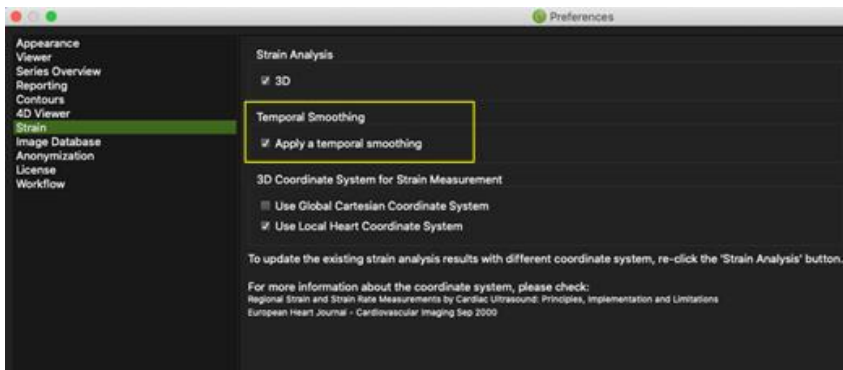 Preferences
Appearance
Viewer
Series Overview
Reporting
Contours
4D Viewer
Strain
Image Database
Anonymization
License
Workflow
Strain Analysis
3D
Temporal Smoothing
Apply a temporal smoothing
3D Coordinate System for Strain Measurement
Use Global Cartesian Coordinate System
Use Local Heart Coordinate System
To update the existing strain analysis results with different coordinate system, re-click the 'Strain Analysis' button.
For more information about the coordinate system, please check:
Regional Strain and Strain Rate Measurements by Cardiac Ultrasound: Principles, Implementation and Limitations
European Heart Journal - Cardiovascular Imaging Sep 2000